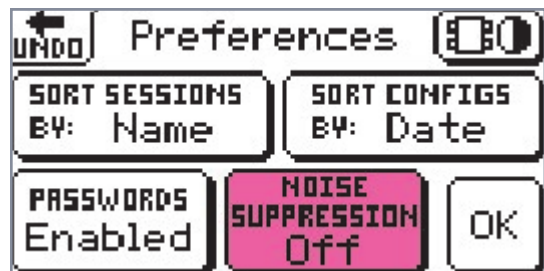 UNDO Preferences
SORT SESSIONS
BY: Name
SORT CONFIGS
BY: Date
PASSWORDS
Enabled
NOISE
SUPPRESSION
Off
OK